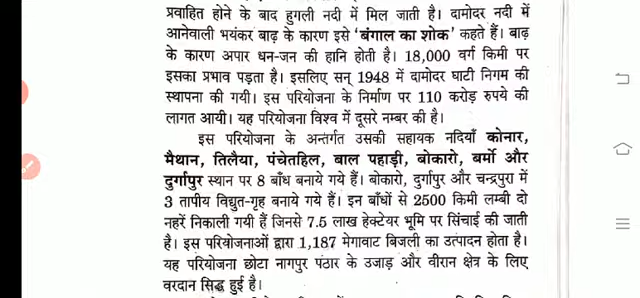 प्रवाहित होने के बाद हुगली नदी में मिल जाती है। दामोदर नदी में
आनेवाली भयंकर बाढ़ के कारण इसे 'बंगाल का शोक' कहते हैं। बाढ़
के कारण अपार धन-जन की हानि होती है। 18,000 वर्ग किमी पर
इसका प्रभाव पड़ता है। इसलिए सन् 1948 में दामोदर घाटी निगम की
स्थापना की गयी। इस परियोजना के निर्माण पर 110 करोड़ रुपये की
लागत आयी। यह परियोजना विश्व में दूसरे नम्बर की है।
इस परियोजना के अन्तर्गत उसकी सहायक नदियाँ कोनार,
मैथान, तिलैया, पंचेतहिल, बाल पहाड़ी, बोकारो, बर्मो और
दुर्गापुर स्थान पर 8 बाँध बनाये गये हैं। बोकारो, दुर्गापुर और चन्द्रपुरा में
3 तापीय विद्युत-गृह बनाये गये हैं। इन बाँधों से 2500 किमी लम्बी दो
नहरें निकाली गयी हैं जिनसे 7.5 लाख हेक्टेयर भूमि पर सिंचाई की जाती
है। इस परियोजनाओं द्वारा 1,187 मेगावाट बिजली का उत्पादन होता है।
यह परियोजना छोटा नागपुर पंठार के उजाड़ और वीरान क्षेत्र के लिए
वरदान सिद्ध हुई है।